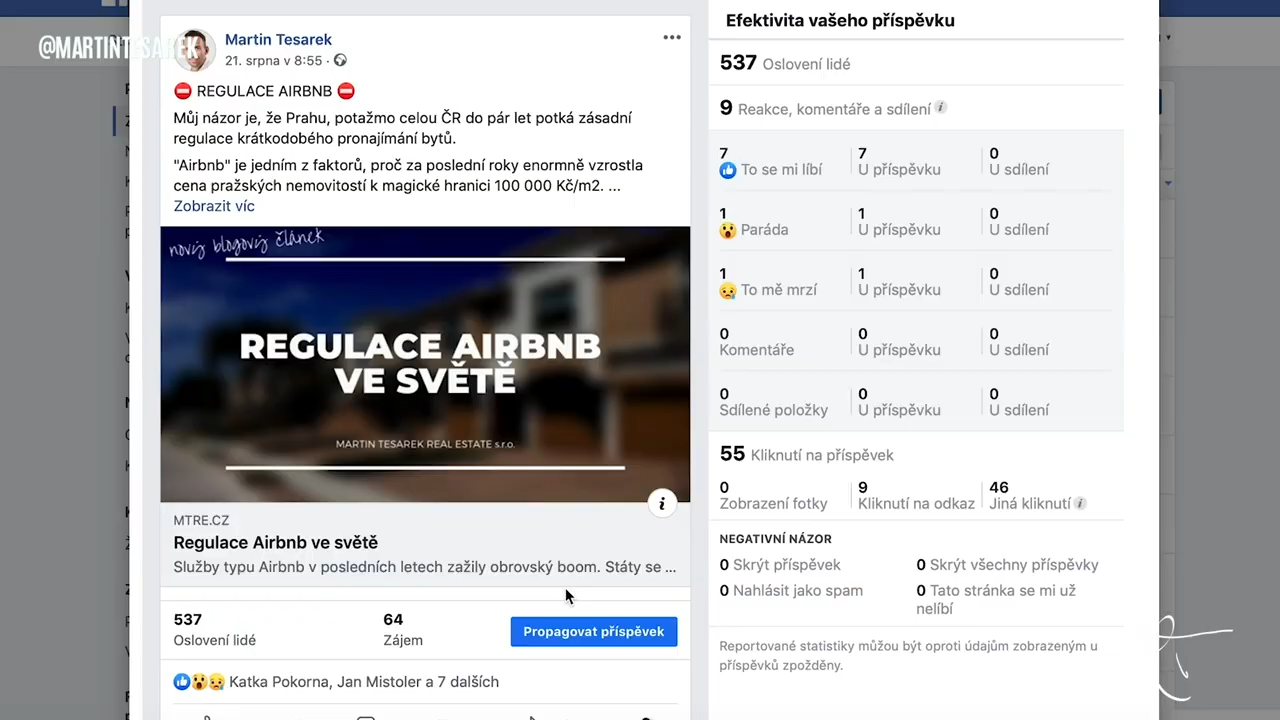 @MARTINTESAREK
Martin Tesarek
21. srpna v 8:55 ·
⛔ REGULACE AIRBNB ⛔
Můj názor je, že Prahu, potažmo celou ČR do pár let potká zásadní
regulace krátkodobého pronajímání bytů.
"Airbnb" je jedním z faktorů, proč za poslední roky enormně vzrostla
cena pražských nemovitostí k magické hranici 100 000 Kč/m2. ...
Zobrazit víc
nový blogový článek
REGULACE AIRBNB
VE SVĚTĚ
MARTIN TESAREK REAL ESTATE s.r.o.
MTRE.CZ
Regulace Airbnb ve světě
Služby typu Airbnb v posledních letech zažily obrovský boom. Státy se ...
537 64
Oslovení lidé Zájem
Propagovat příspěvek
Katka Pokorna, Jan Mistoler a 7 dalších
Efektivita vašeho příspěvku
537 Oslovení lidé
9 Reakce, komentáře a sdílení
7 7 0
To se mi líbí U příspěvku U sdílení
1 1 0
Paráda U příspěvku U sdílení
1 1 0
To mě mrzí U příspěvku U sdílení
0 0 0
Komentáře U příspěvku U sdílení
0 0 0
Sdílené položky U příspěvku U sdílení
55 Kliknutí na příspěvek
0 9 46
Zobrazení fotky Kliknutí na odkaz Jiná kliknutí
NEGATIVNÍ NÁZOR
0 Skrýt příspěvek 0 Skrýt všechny příspěvky
0 Nahlásit jako spam 0 Tato stránka se mi už
nelíbí
Reportované statistiky můžou být oproti údajům zobrazeným u
příspěvků zpožděny.